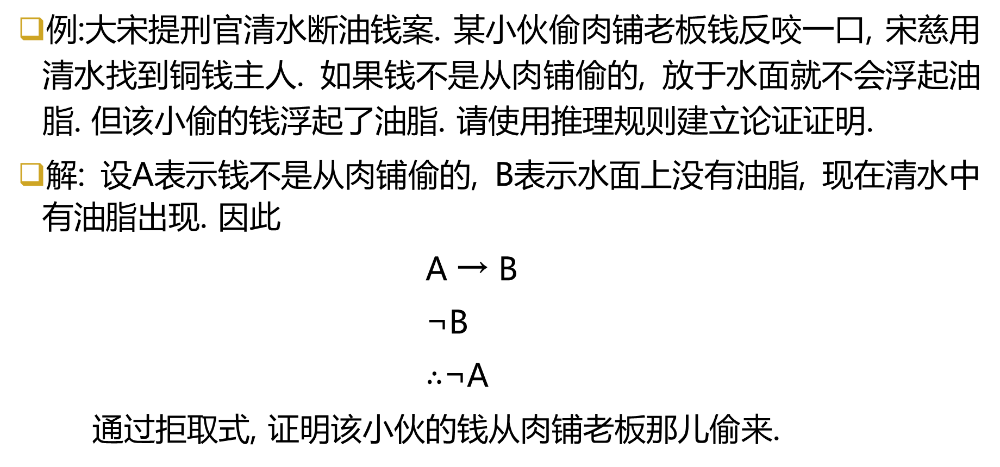 例:大宋提刑官清水断油钱案. 某小伙偷肉铺老板钱反咬一口, 宋慈用
清水找到铜钱主人. 如果钱不是从肉铺偷的, 放于水面就不会浮起油
脂. 但该小偷的钱浮起了油脂. 请使用推理规则建立论证证明.
解: 设A表示钱不是从肉铺偷的, B表示水面上没有油脂, 现在清水中
有油脂出现. 因此
A → B
¬B
∴¬A
通过拒取式, 证明该小伙的钱从肉铺老板那儿偷来.